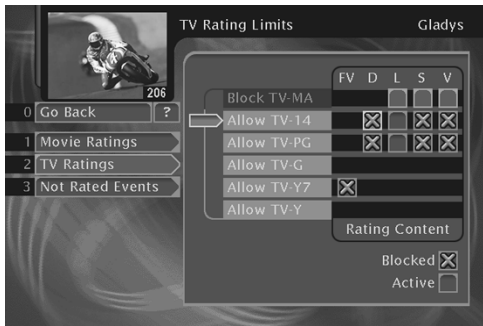 TV Rating Limits Gladys
206
0 Go Back ?
1 Movie Ratings
2 TV Ratings
3 Not Rated Events
FV D L S V
Block TV-MA
Allow TV-14
Allow TV-PG
Allow TV-G
Allow TV-Y7
Allow TV-Y
Rating Content
Blocked
Active